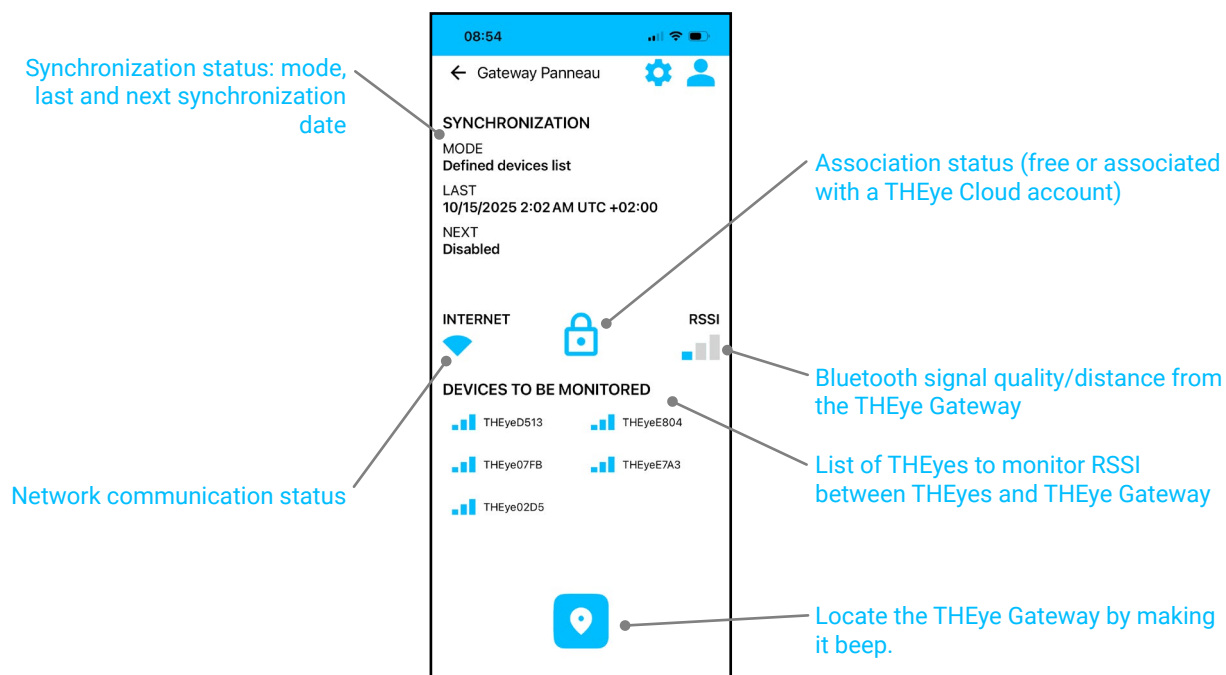 08:54
Gateway Panneau
Synchronization status: mode,
last and next synchronization
date
SYNCHRONIZATION
MODE
Defined devices list
LAST
10/15/2025 2:02 AM UTC +02:00
NEXT
Disabled
Association status (free or associated
with a THEye Cloud account)
INTERNET
RSSI
Bluetooth signal quality/distance from
the THEye Gateway
DEVICES TO BE MONITORED
THEyeD513
THEyeE804
THEye07FB
THEyeE7A3
THEye02D5
List of THEyes to monitor RSSI
between THEyes and THEye Gateway
Network communication status
Locate the THEye Gateway by making
it beep.